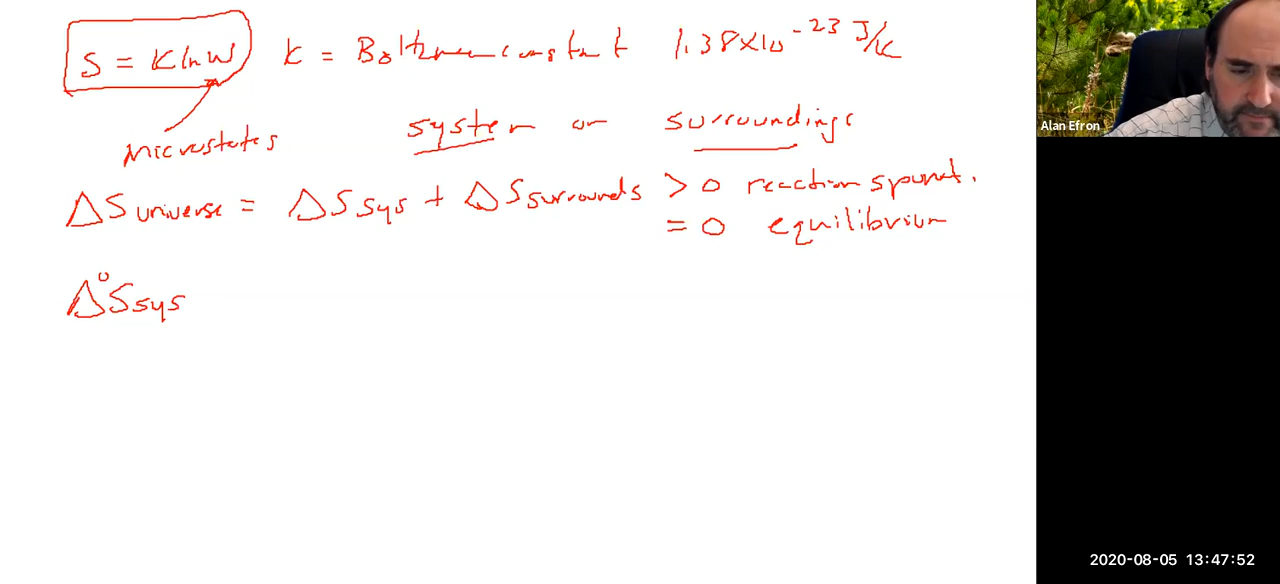 S = K ln W k = Boltzman constant 1.38 x 10⁻²³ J/K
microstates system or surroundings
ΔS universe = ΔS sys + ΔS surrounds > 0 reaction spont.
= 0 equilibrium
Δ°S sys
Alan Efron
2020-08-05 13:47:52